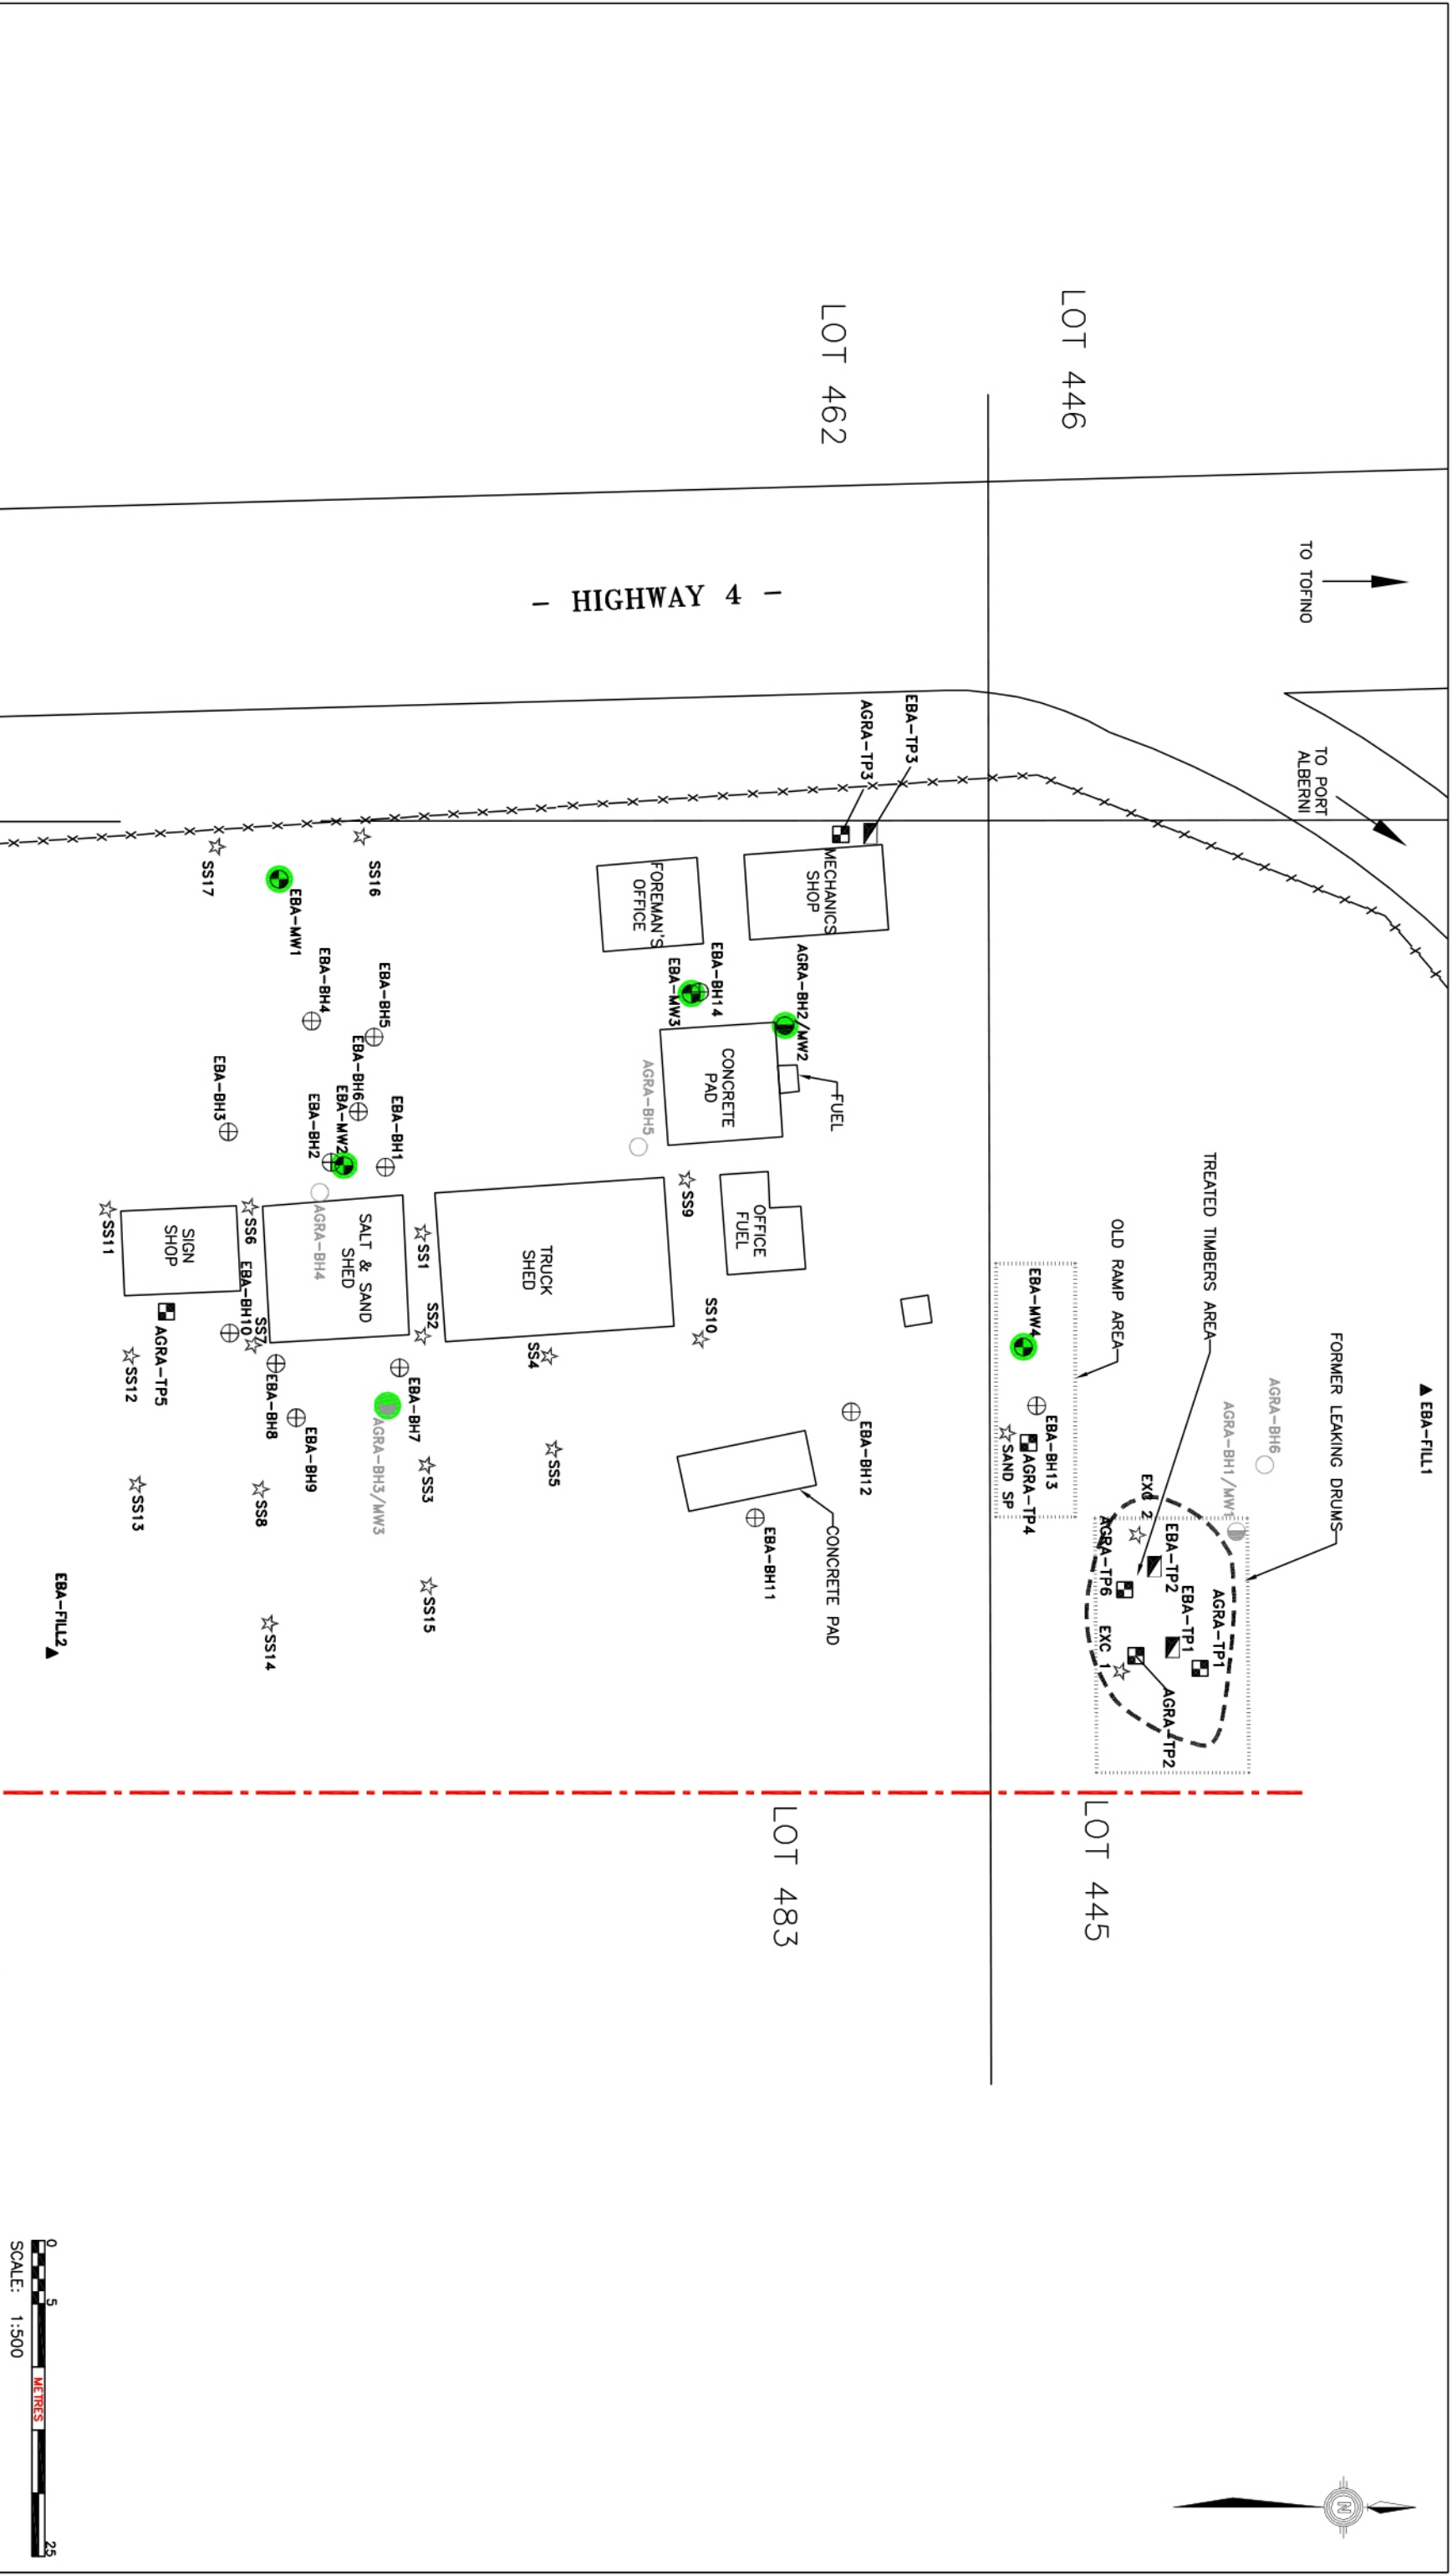 LOT 446
LOT 462
TO TOFINO
TO PORT
ALBERNI
- HIGHWAY 4 -
EBA-TP3
AGRA-TP3
MECHANICS
SHOP
FOREMAN'S
OFFICE
SS16
SS17
EBA-MW1
EBA-BH4
EBA-BH5
EBA-BH6
EBA-MW2
EBA-BH2
EBA-BH3
EBA-BH1
AGRA-BH4
EBA-BH14
EBA-MW3
AGRA-BH2/MW2
CONCRETE
PAD
FUEL
AGRA-BH5
SS9
OFFICE
FUEL
SS10
TRUCK
SHED
SS1
SS2
SS4
SALT & SAND
SHED
SS6
SS11
SIGN
SHOP
EBA-BH10
SS7
AGRA-TP5
SS12
EBA-BH8
EBA-BH9
EBA-BH7
AGRA-BH3/MW3
SS3
SS5
SS8
SS13
SS15
SS14
EBA-FILL2
EBA-BH12
EBA-BH11
CONCRETE PAD
TREATED TIMBERS AREA
OLD RAMP AREA
EBA-MW4
EBA-BH13
AGRA-TP4
SAND SP
FORMER LEAKING DRUMS
EBA-FILL1
AGRA-BH6
AGRA-BH1/MW1
EXC 2
EBA-TP2
AGRA-TP6
EBA-TP1
AGRA-TP1
EXC 1
AGRA-TP2
LOT 445
LOT 483
N
0 5 25
METRES
SCALE: 1:500